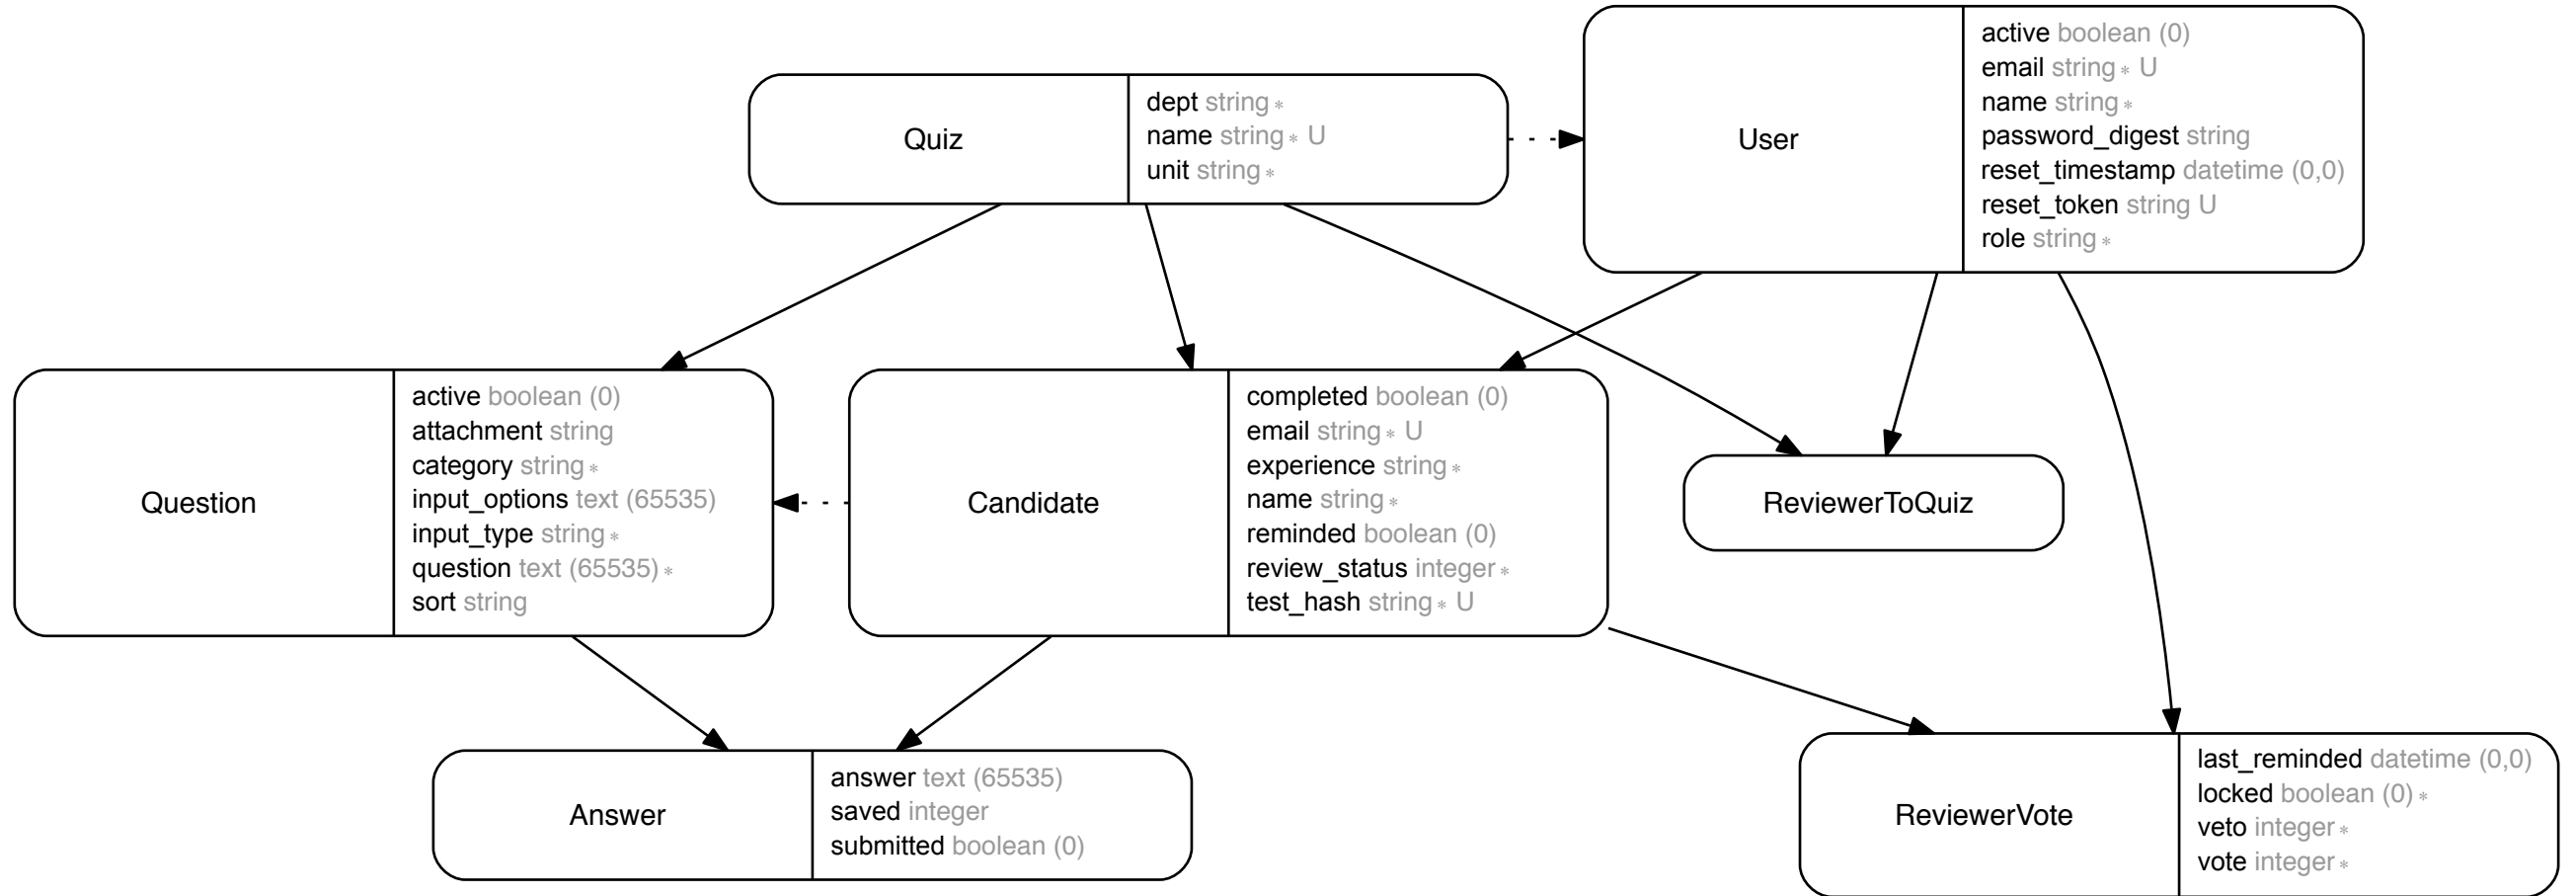 Quiz
dept string *
name string * U
unit string *
User
active boolean (0)
email string * U
name string *
password_digest string
reset_timestamp datetime (0,0)
reset_token string U
role string *
Question
active boolean (0)
attachment string
category string *
input_options text (65535)
input_type string *
question text (65535) *
sort string
Candidate
completed boolean (0)
email string * U
experience string *
name string *
reminded boolean (0)
review_status integer *
test_hash string * U
ReviewerToQuiz
Answer
answer text (65535)
saved integer
submitted boolean (0)
ReviewerVote
last_reminded datetime (0,0)
locked boolean (0) *
veto integer *
vote integer *